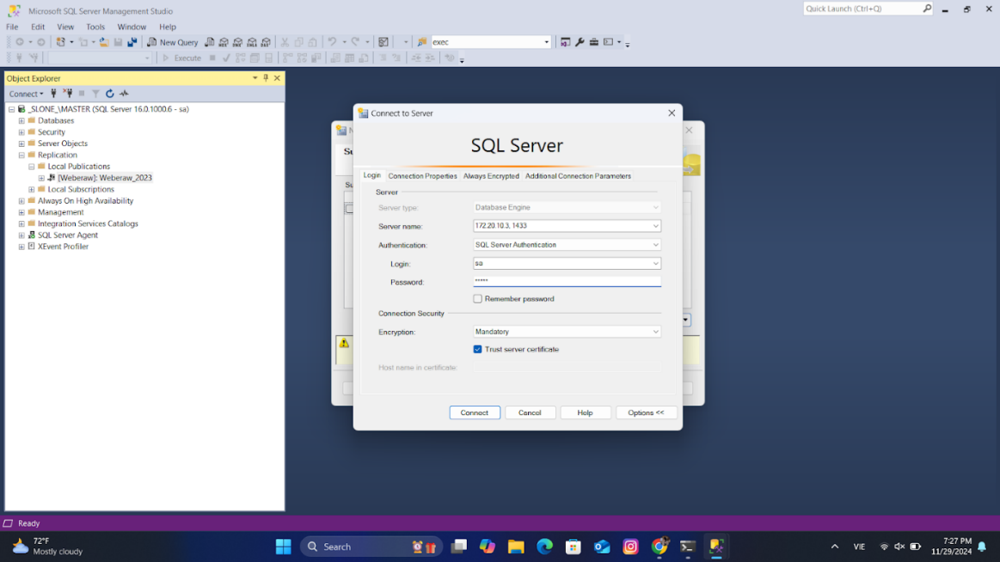 Microsoft SQL Server Management Studio
Quick Launch (Ctrl+Q)
File Edit View Tools Window Help
New Query
exec
Execute
Object Explorer
Connect
_SLONE_\MASTER (SQL Server 16.0.1000.6 - sa)
Databases
Security
Server Objects
Replication
Local Publications
[Weberaw]: Weberaw_2023
Local Subscriptions
Always On High Availability
Management
Integration Services Catalogs
SQL Server Agent
XEvent Profiler
Connect to Server
SQL Server
Login Connection Properties Always Encrypted Additional Connection Parameters
Server
Server type: Database Engine
Server name: 172.20.10.3, 1433
Authentication: SQL Server Authentication
Login: sa
Password: *****
Remember password
Connection Security
Encryption: Mandatory
Trust server certificate
Host name in certificate:
Connect Cancel Help Options <<
Ready
72°F
Mostly cloudy
Search
VIE
7:27 PM
11/29/2024